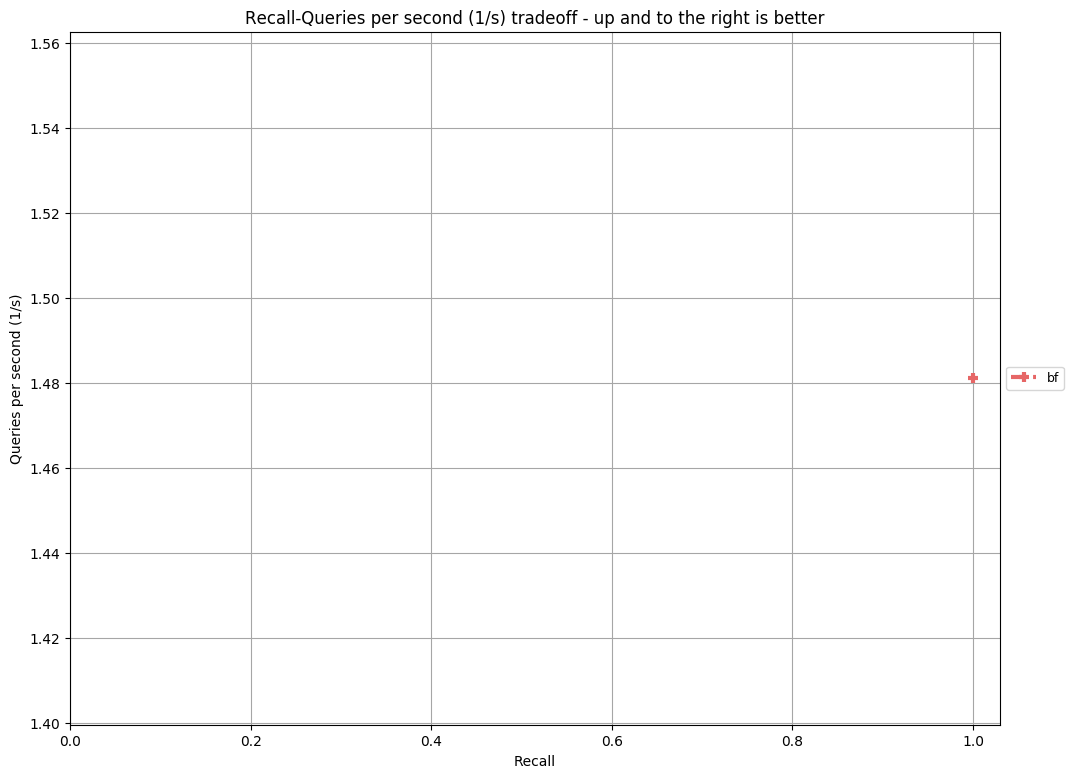 Recall-Queries per second (1/s) tradeoff - up and to the right is better
1.56
1.54
1.52
1.50
1.48
1.46
1.44
1.42
1.40
Queries per second (1/s)
bf
0.0 0.2 0.4 0.6 0.8 1.0
Recall